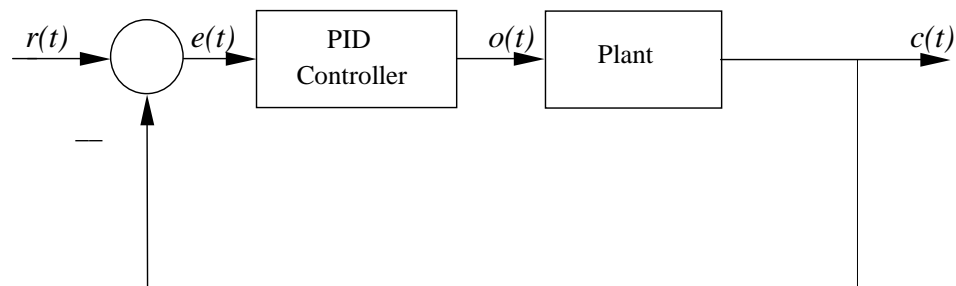 r(t)
e(t)
PID
Controller
o(t)
Plant
c(t)
—